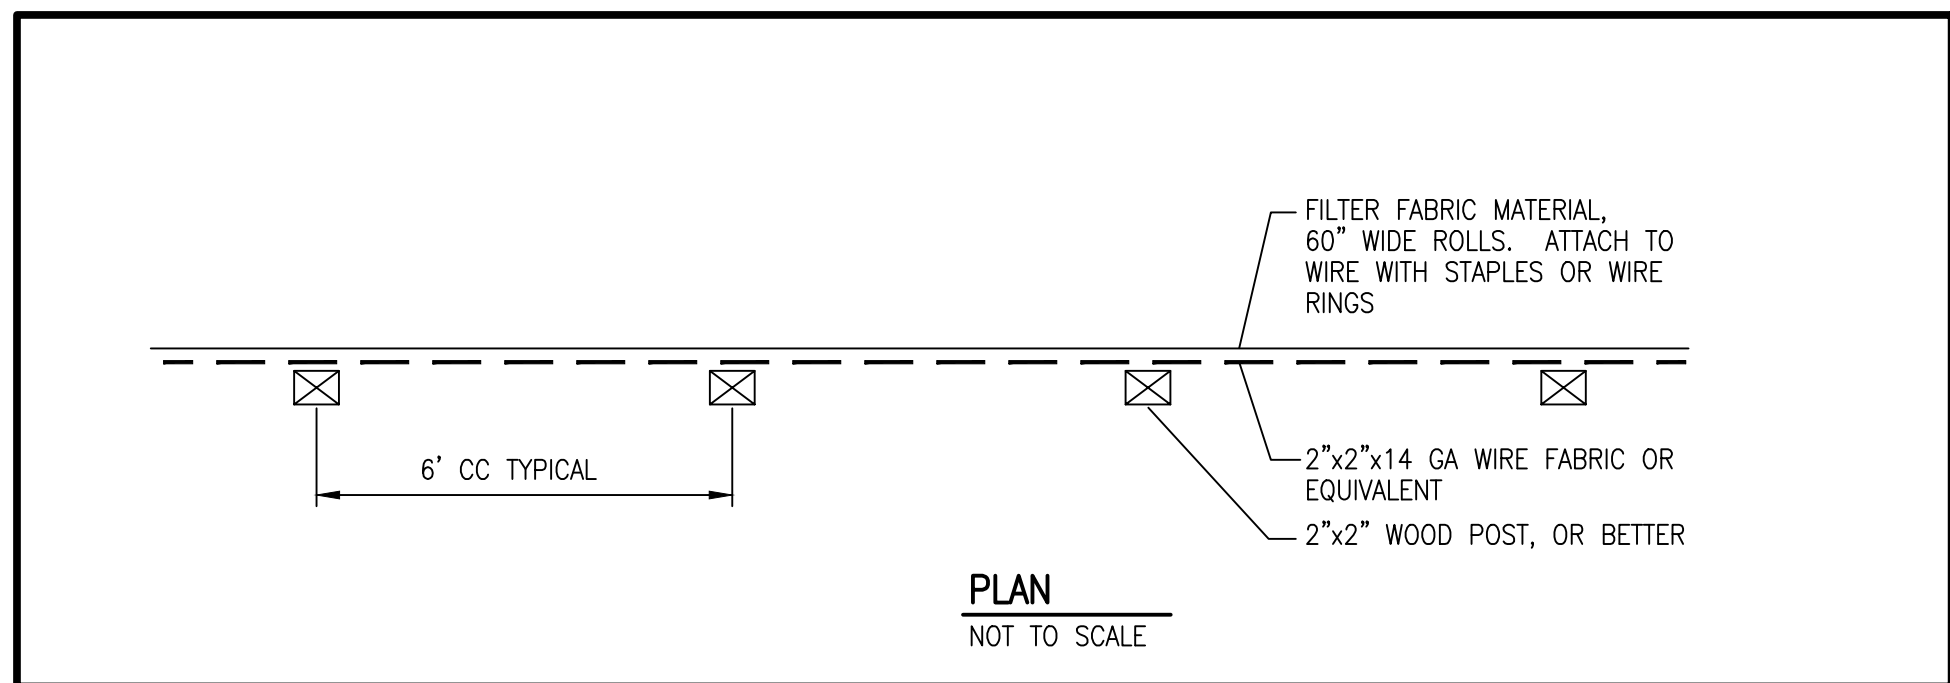 FILTER FABRIC MATERIAL,
60" WIDE ROLLS. ATTACH TO
WIRE WITH STAPLES OR WIRE
RINGS
6' CC TYPICAL
2"x2"x14 GA WIRE FABRIC OR
EQUIVALENT
2"x2" WOOD POST, OR BETTER
PLAN
NOT TO SCALE